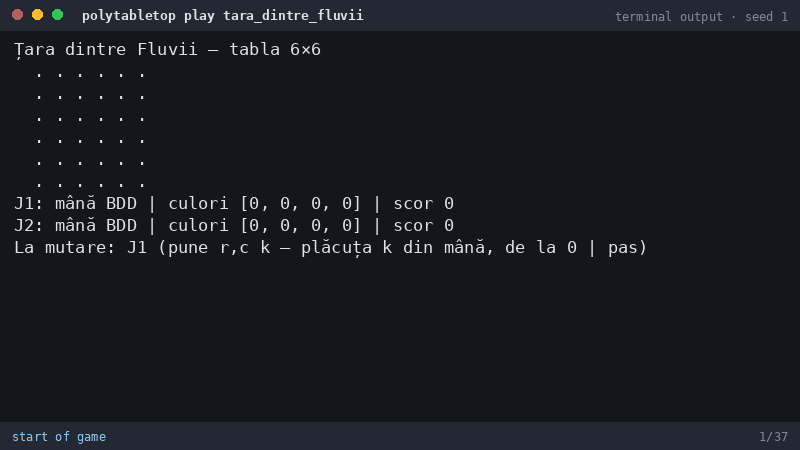 polytabletop play tara_dintre_fluvii
terminal output · seed 1
Țara dintre Fluvii — tabla 6×6
. . . . . .
. . . . . .
. . . . . .
. . . . . .
. . . . . .
. . . . . .
J1: mână BDD | culori [0, 0, 0, 0] | scor 0
J2: mână BDD | culori [0, 0, 0, 0] | scor 0
La mutare: J1 (pune r,c k — plăcuța k din mână, de la 0 | pas)
start of game
1/37